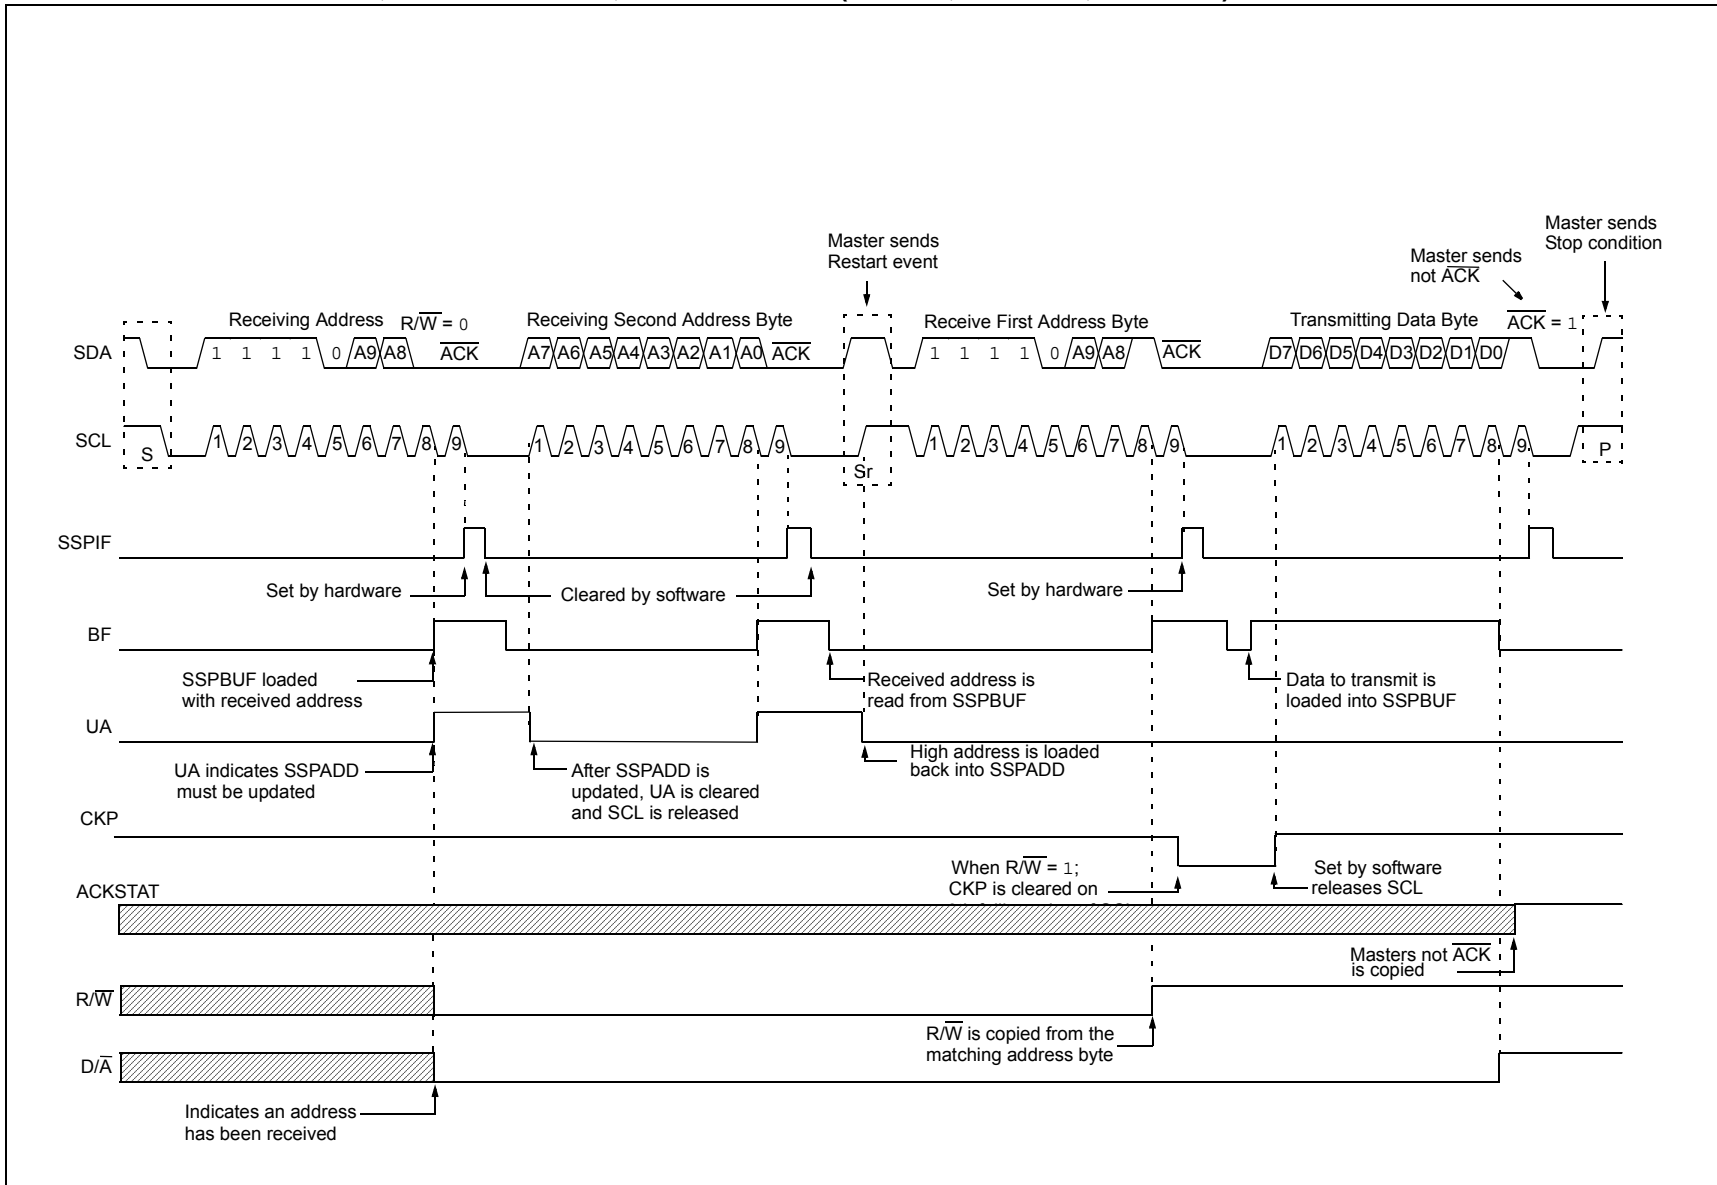 Master sends
Stop condition
Master sends
Restart event
Master sends
not A̅C̅K̅
Receiving Address R/W̅ = 0
Receiving Second Address Byte
Receive First Address Byte
Transmitting Data Byte
A̅C̅K̅ = 1
SDA 1 1 1 1 0 A9 A8 A̅C̅K̅ A7 A6 A5 A4 A3 A2 A1 A0 A̅C̅K̅ 1 1 1 1 0 A9 A8 A̅C̅K̅ D7 D6 D5 D4 D3 D2 D1 D0
SCL S 1 2 3 4 5 6 7 8 9 1 2 3 4 5 6 7 8 9 Sr 1 2 3 4 5 6 7 8 9 1 2 3 4 5 6 7 8 9 P
SSPIF
Set by hardware
Cleared by software
Set by hardware
BF
SSPBUF loaded
with received address
Received address is
read from SSPBUF
Data to transmit is
loaded into SSPBUF
UA
UA indicates SSPADD
must be updated
After SSPADD is
updated, UA is cleared
and SCL is released
High address is loaded
back into SSPADD
CKP
When R/W̅ = 1;
CKP is cleared on
Set by software
releases SCL
ACKSTAT
Masters not A̅C̅K̅
is copied
R/W̅
R/W̅ is copied from the
matching address byte
D/A̅
Indicates an address
has been received